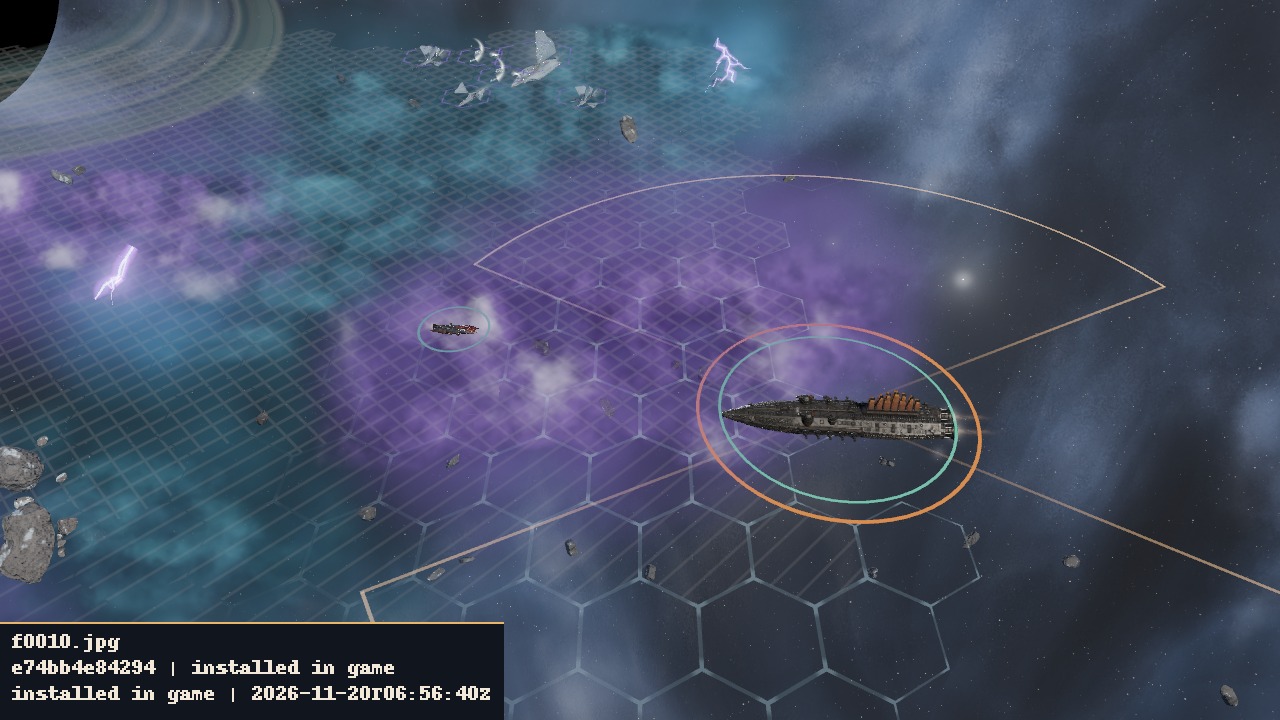 f0010.jpg
e74bb4e84294 | installed in game
installed in game | 2026-11-20T06:56:40Z